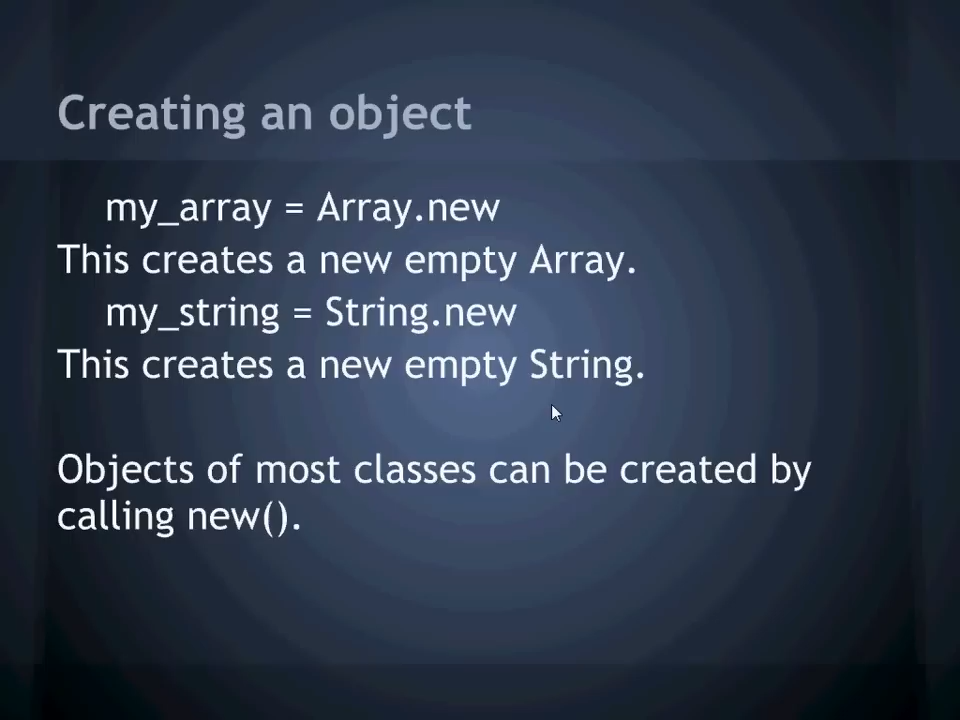 Creating an object
my_array = Array.new
This creates a new empty Array.
my_string = String.new
This creates a new empty String.
Objects of most classes can be created by
calling new().